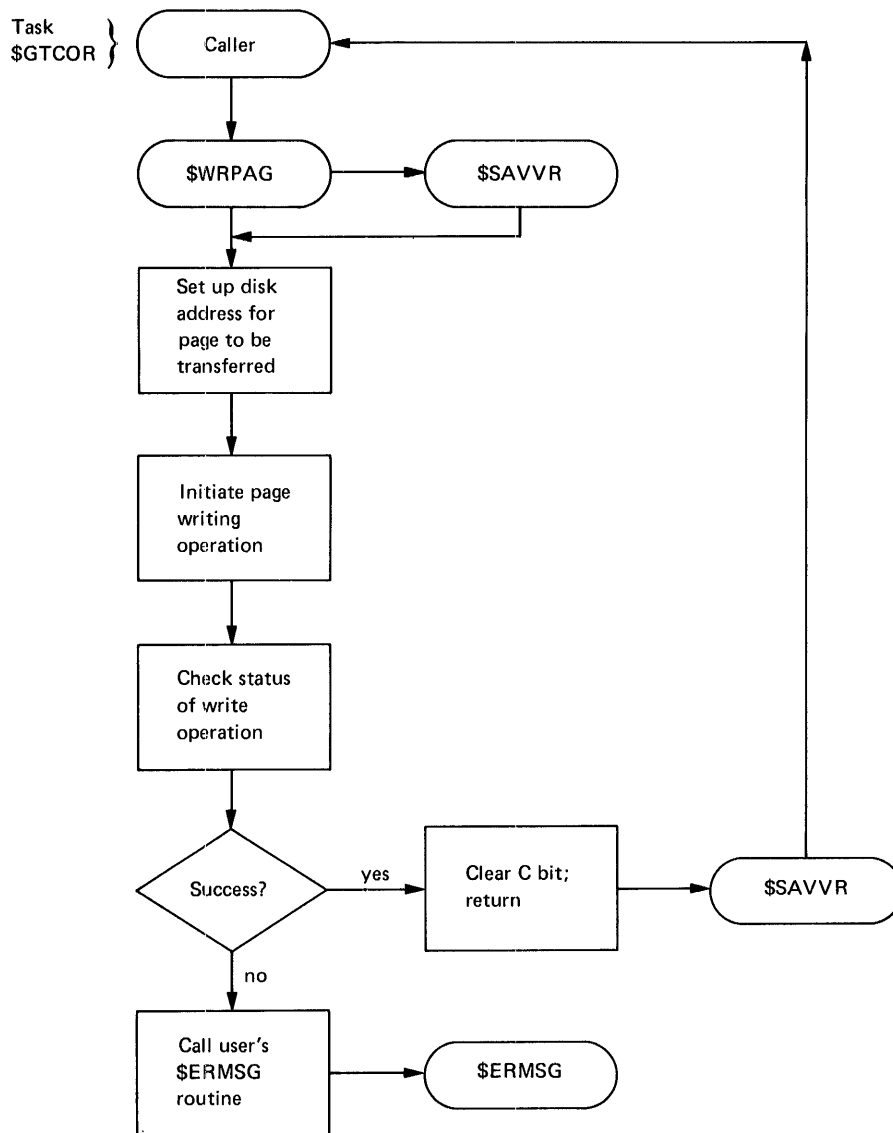 Task
$GTCOR
Caller
$WRPAG
$SAVVR
Set up disk
address for
page to be
transferred
Initiate page
writing
operation
Check status
of write
operation
Success?
yes
Clear C bit;
return
$SAVVR
no
Call user's
$ERMSG
routine
$ERMSG